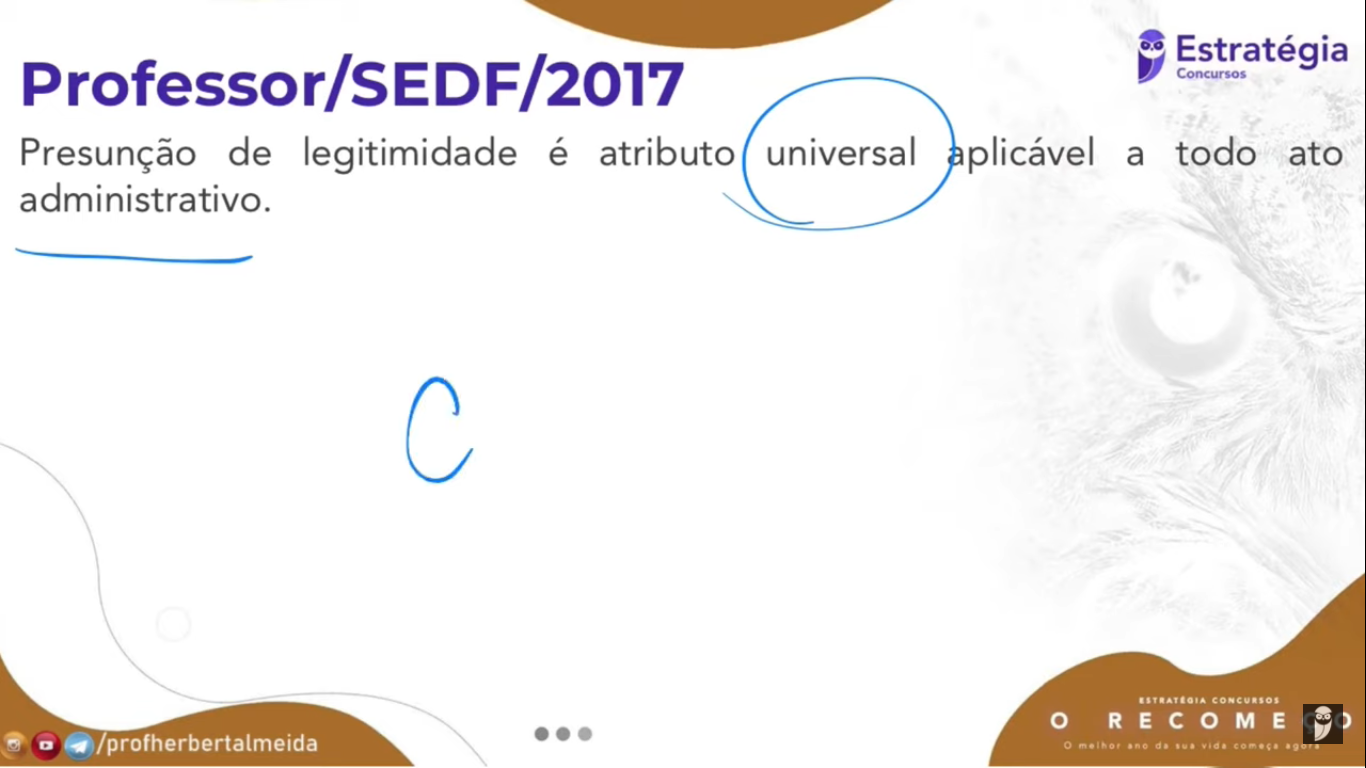 Estratégia
Concursos
Professor/SEDF/2017
Presunção de legitimidade é atributo universal aplicável a todo ato
administrativo.
C
/profherbertalmeida
ESTRATÉGIA CONCURSOS
O RECOMEÇO
O melhor ano da sua vida começa agora